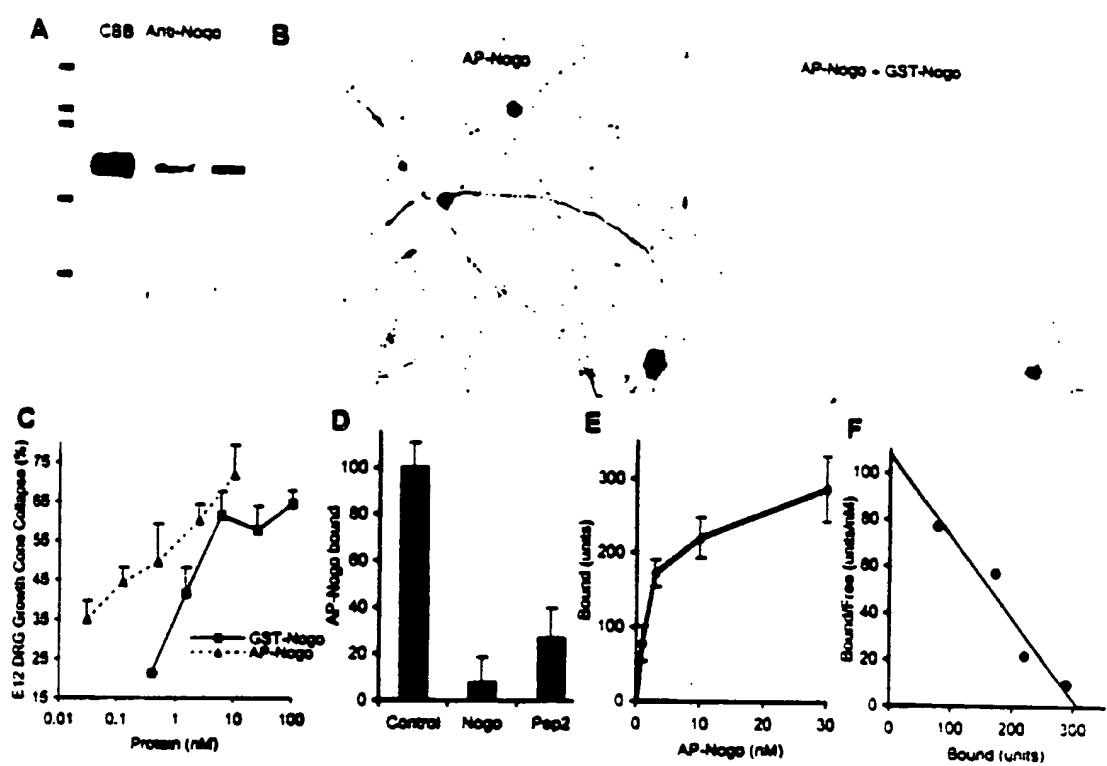 A
CBB Anti-Nogo
B
AP-Nogo
AP-Nogo + GST-Nogo
C
E12 DRG Growth Cone Collapse (%)
75
65
55
45
35
25
15
0.01 0.1 1 10 100
Protein (nM)
GST-Nogo
AP-Nogo
D
AP-Nogo bound
100
80
60
40
20
0
Control Nogo Pep2
E
Bound (units)
300
200
100
0
0 10 20 30
AP-Nogo (nM)
F
Bound/Free (units/nM)
100
80
60
40
20
0
0 100 200 300
Bound (units)